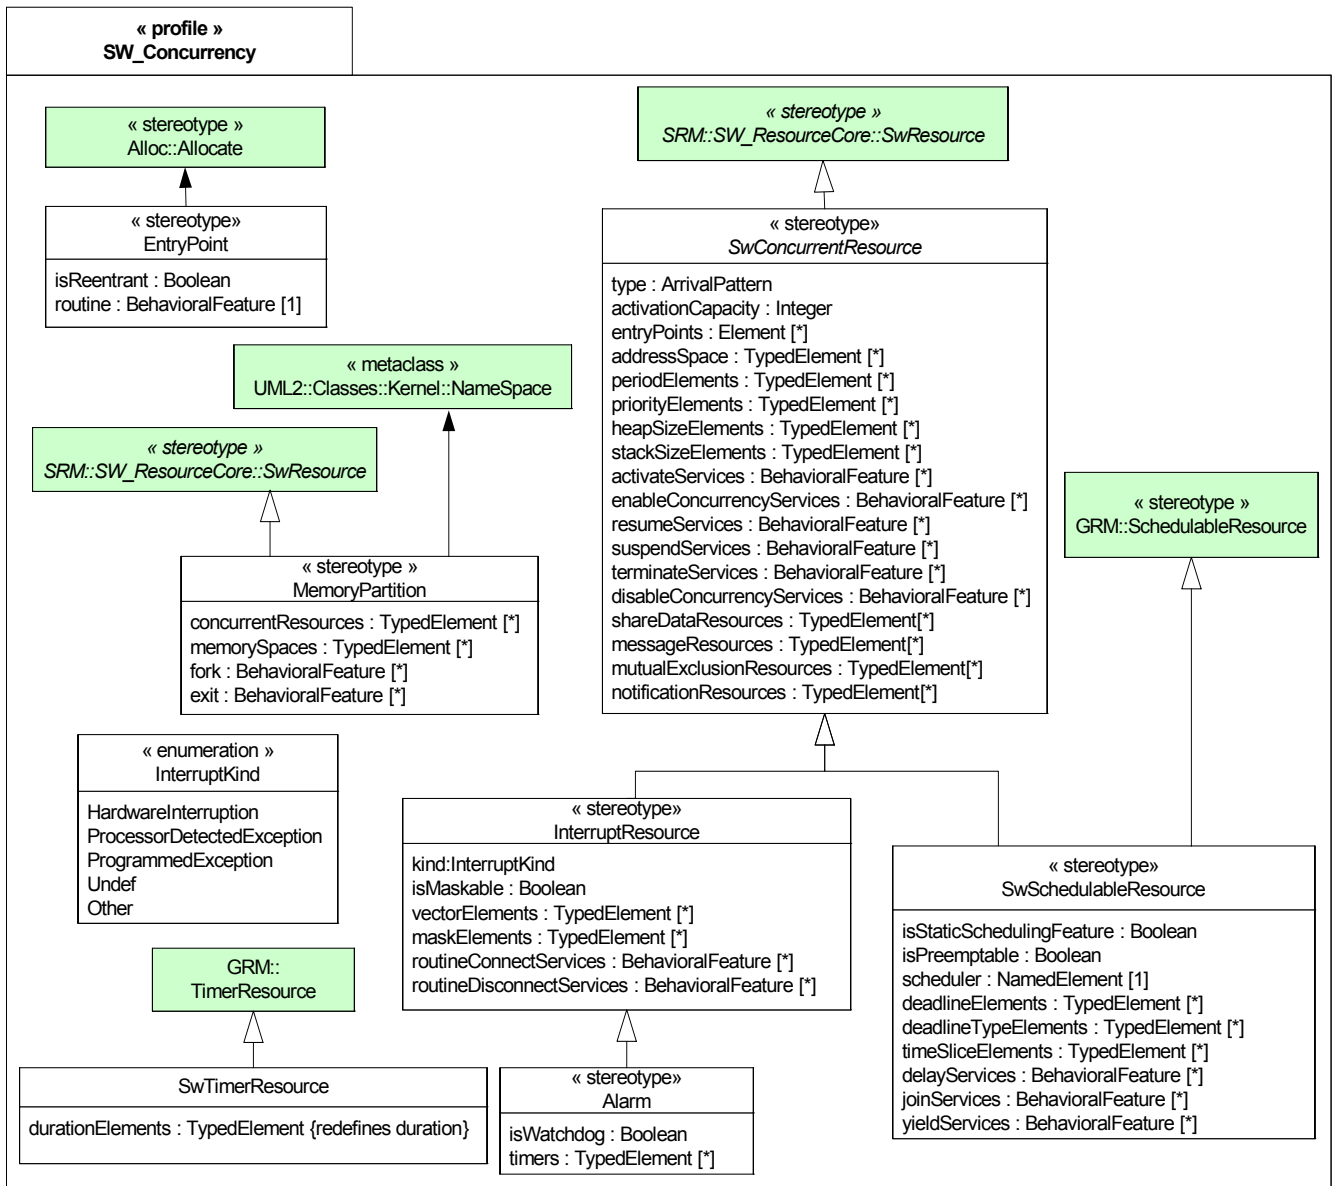 « profile »
SW_Concurrency
« stereotype »
Alloc::Allocate
« stereotype»
EntryPoint
isReentrant : Boolean
routine : BehavioralFeature [1]
« metaclass »
UML2::Classes::Kernel::NameSpace
« stereotype »
SRM::SW_ResourceCore::SwResource
« stereotype »
MemoryPartition
concurrentResources : TypedElement [*]
memorySpaces : TypedElement [*]
fork : BehavioralFeature [*]
exit : BehavioralFeature [*]
« enumeration »
InterruptKind
HardwareInterruption
ProcessorDetectedException
ProgrammedException
Undef
Other
GRM::
TimerResource
SwTimerResource
durationElements : TypedElement {redefines duration}
« stereotype »
SRM::SW_ResourceCore::SwResource
« stereotype»
SwConcurrentResource
type : ArrivalPattern
activationCapacity : Integer
entryPoints : Element [*]
addressSpace : TypedElement [*]
periodElements : TypedElement [*]
priorityElements : TypedElement [*]
heapSizeElements : TypedElement [*]
stackSizeElements : TypedElement [*]
activateServices : BehavioralFeature [*]
enableConcurrencyServices : BehavioralFeature [*]
resumeServices : BehavioralFeature [*]
suspendServices : BehavioralFeature [*]
terminateServices : BehavioralFeature [*]
disableConcurrencyServices : BehavioralFeature [*]
shareDataResources : TypedElement[*]
messageResources : TypedElement[*]
mutualExclusionResources : TypedElement[*]
notificationResources : TypedElement[*]
« stereotype »
GRM::SchedulableResource
« stereotype»
InterruptResource
kind:InterruptKind
isMaskable : Boolean
vectorElements : TypedElement [*]
maskElements : TypedElement [*]
routineConnectServices : BehavioralFeature [*]
routineDisconnectServices : BehavioralFeature [*]
« stereotype»
Alarm
isWatchdog : Boolean
timers : TypedElement [*]
« stereotype»
SwSchedulableResource
isStaticSchedulingFeature : Boolean
isPreemptable : Boolean
scheduler : NamedElement [1]
deadlineElements : TypedElement [*]
deadlineTypeElements : TypedElement [*]
timeSliceElements : TypedElement [*]
delayServices : BehavioralFeature [*]
joinServices : BehavioralFeature [*]
yieldServices : BehavioralFeature [*]